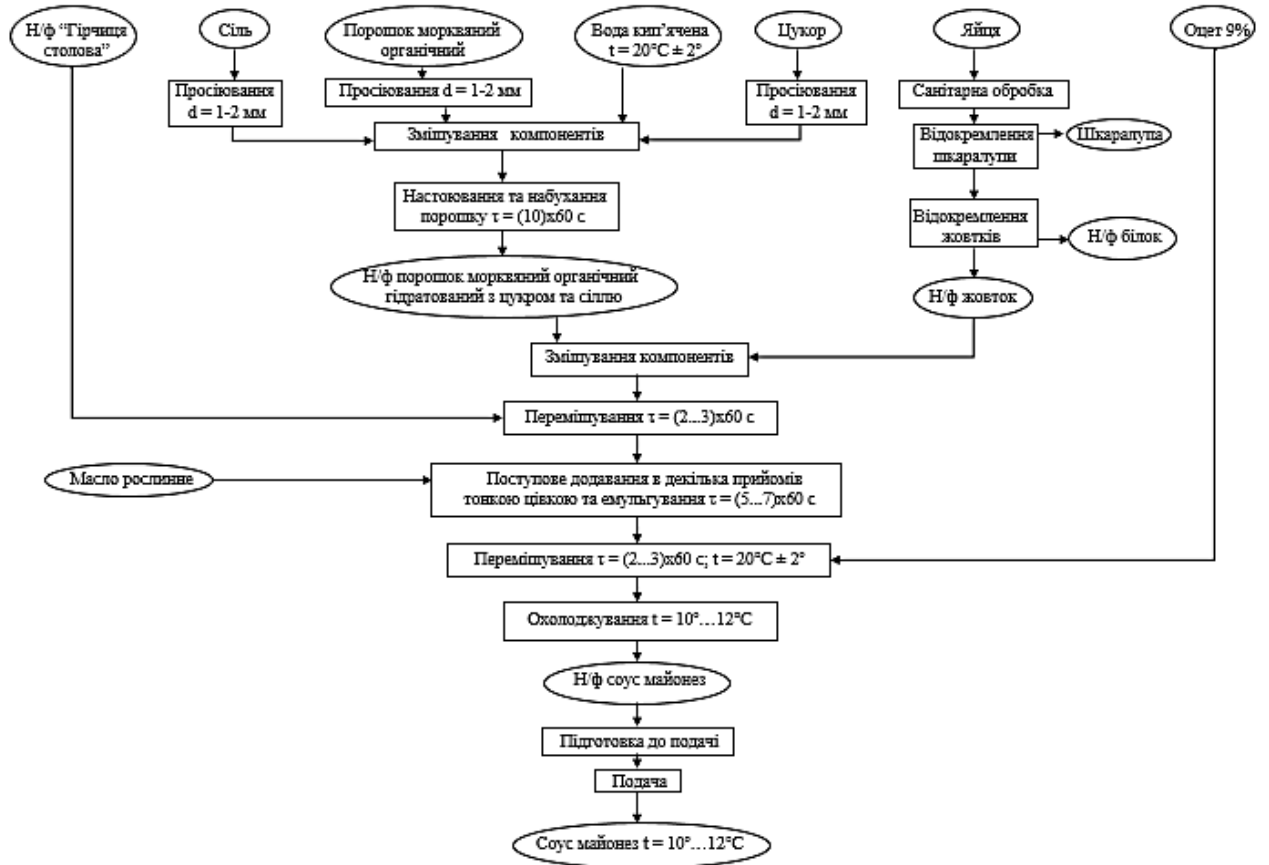 Н/ф “Гірчиця
столова”
Сіль
Порошок морквяний
органічний
Вода кип’ячена
t = 20°С ± 2°
Цукор
Яйця
Оцет 9%
Просіювання
d = 1-2 мм
Просіювання d = 1-2 мм
Просіювання
d = 1-2 мм
Санітарна обробка
Змішування компонентів
Відокремлення
шкаралупи
Шкаралупа
Настоювання та набухання
порошку τ = (10)х60 с
Відокремлення
жовтків
Н/ф білок
Н/ф порошок морквяний органічний
гідратований з цукром та сіллю
Н/ф жовток
Змішування компонентів
Перемішування τ = (2...3)х60 с
Масло рослинне
Поступове додавання в декілька прийомів
тонкою цівкою та емульгування τ = (5...7)х60 с
Перемішування τ = (2...3)х60 с; t = 20°С ± 2°
Охолоджування t = 10°…12°С
Н/ф соус майонез
Підготовка до подачі
Подача
Соус майонез t = 10°…12°С